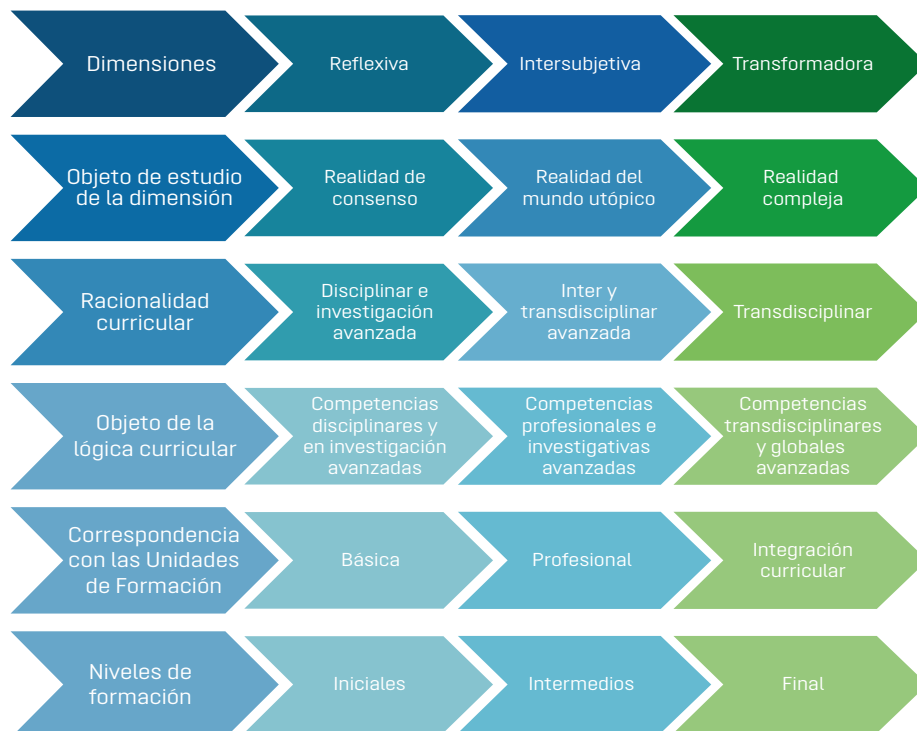 Dimensiones
Reflexiva
Intersubjetiva
Transformadora
Objeto de estudio
de la dimensión
Realidad de
consenso
Realidad del
mundo utópico
Realidad
compleja
Racionalidad
curricular
Disciplinar e
investigación
avanzada
Inter y
transdisciplinar
avanzada
Transdisciplinar
Objeto de la
lógica curricular
Competencias
disciplinares y
en investigación
avanzadas
Competencias
profesionales e
investigativas
avanzadas
Competencias
transdisciplinares
y globales
avanzadas
Correspondencia
con las Unidades
de Formación
Básica
Profesional
Integración
curricular
Niveles de
formación
Iniciales
Intermedios
Final